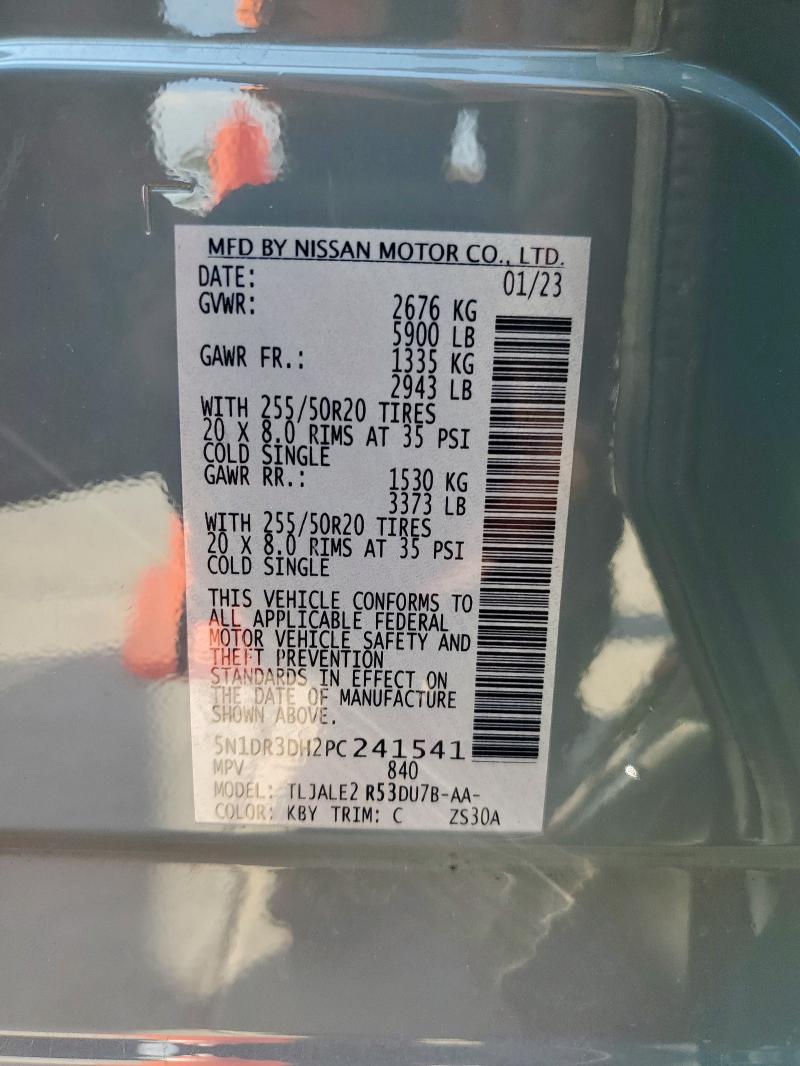 MFD BY NISSAN MOTOR CO., LTD.
DATE: 01/23
GVWR: 2676 KG
5900 LB
GAWR FR.: 1335 KG
2943 LB
WITH 255/50R20 TIRES
20 X 8.0 RIMS AT 35 PSI
COLD SINGLE
GAWR RR.: 1530 KG
3373 LB
WITH 255/50R20 TIRES
20 X 8.0 RIMS AT 35 PSI
COLD SINGLE
THIS VEHICLE CONFORMS TO
ALL APPLICABLE FEDERAL
MOTOR VEHICLE SAFETY AND
THEFT PREVENTION
STANDARDS IN EFFECT ON
THE DATE OF MANUFACTURE
SHOWN ABOVE.
5N1DR3DH2PC241541
MPV 840
MODEL: TLJALE2 R53DU7B-AA-
COLOR: KBY TRIM: C ZS30A